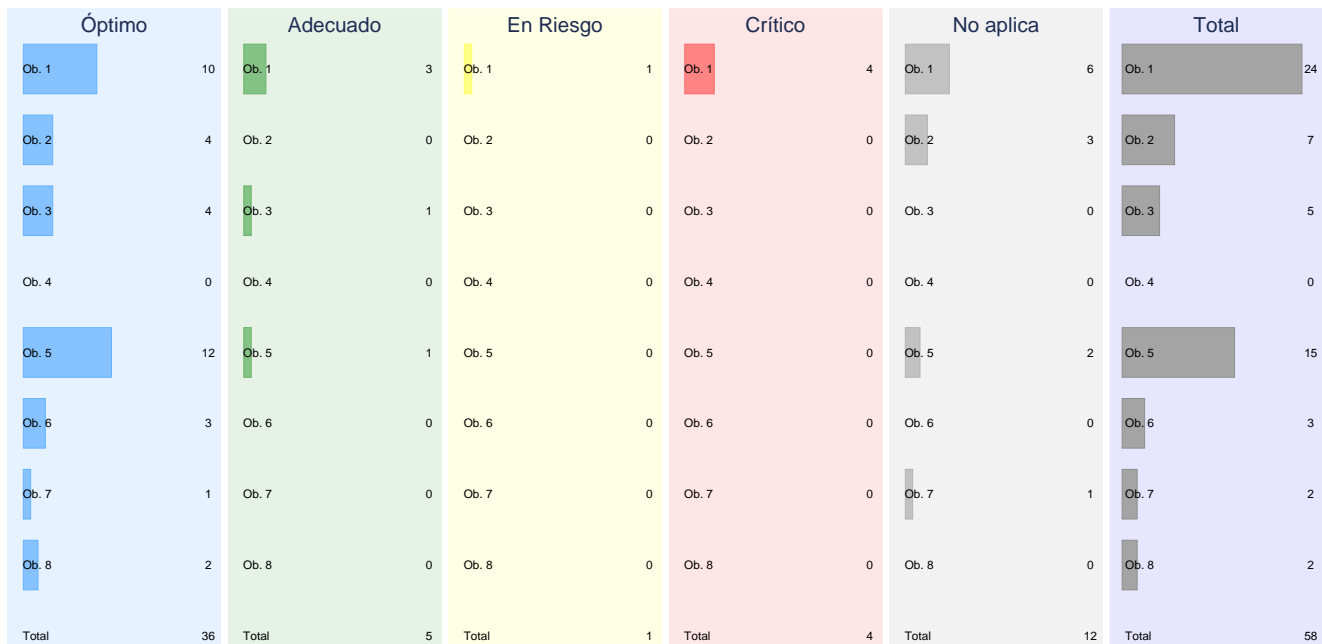 Óptimo Adecuado En Riesgo Crítico No aplica Total
Ob. 1 10 Ob. 1 3 Ob. 1 1 Ob. 1 4 Ob. 1 6 Ob. 1 24
Ob. 2 4 Ob. 2 0 Ob. 2 0 Ob. 2 0 Ob. 2 3 Ob. 2 7
Ob. 3 4 Ob. 3 1 Ob. 3 0 Ob. 3 0 Ob. 3 0 Ob. 3 5
Ob. 4 0 Ob. 4 0 Ob. 4 0 Ob. 4 0 Ob. 4 0 Ob. 4 0
Ob. 5 12 Ob. 5 1 Ob. 5 0 Ob. 5 0 Ob. 5 2 Ob. 5 15
Ob. 6 3 Ob. 6 0 Ob. 6 0 Ob. 6 0 Ob. 6 0 Ob. 6 3
Ob. 7 1 Ob. 7 0 Ob. 7 0 Ob. 7 0 Ob. 7 1 Ob. 7 2
Ob. 8 2 Ob. 8 0 Ob. 8 0 Ob. 8 0 Ob. 8 0 Ob. 8 2
Total 36 Total 5 Total 1 Total 4 Total 12 Total 58